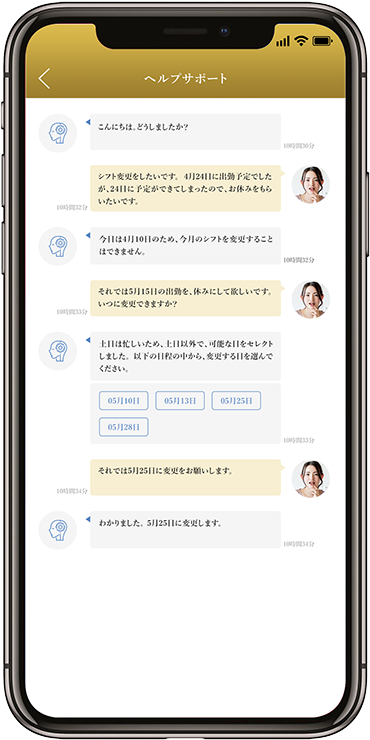 ヘルプサポート
こんにちは。どうしましたか?
10時間30分
シフト変更をしたいです。 4月24日に出勤予定でした
が、24日に予定ができてしまったので、お休みをもら
いたいです。
10時間32分
今日は4月10日のため、今月のシフトを変更すること
はできません。
10時間32分
それでは5月15日の出勤を、休みにして欲しいです。
いつに変更できますか?
10時間33分
土日は忙しいため、土日以外で、可能な日をセレクト
しました。 以下の日程の中から、変更する日を選んで
ください。
05月10日 05月13日 05月25日
05月28日
10時間33分
それでは5月25日に変更をお願いします。
10時間34分
わかりました。 5月25日に変更します。
10時間34分